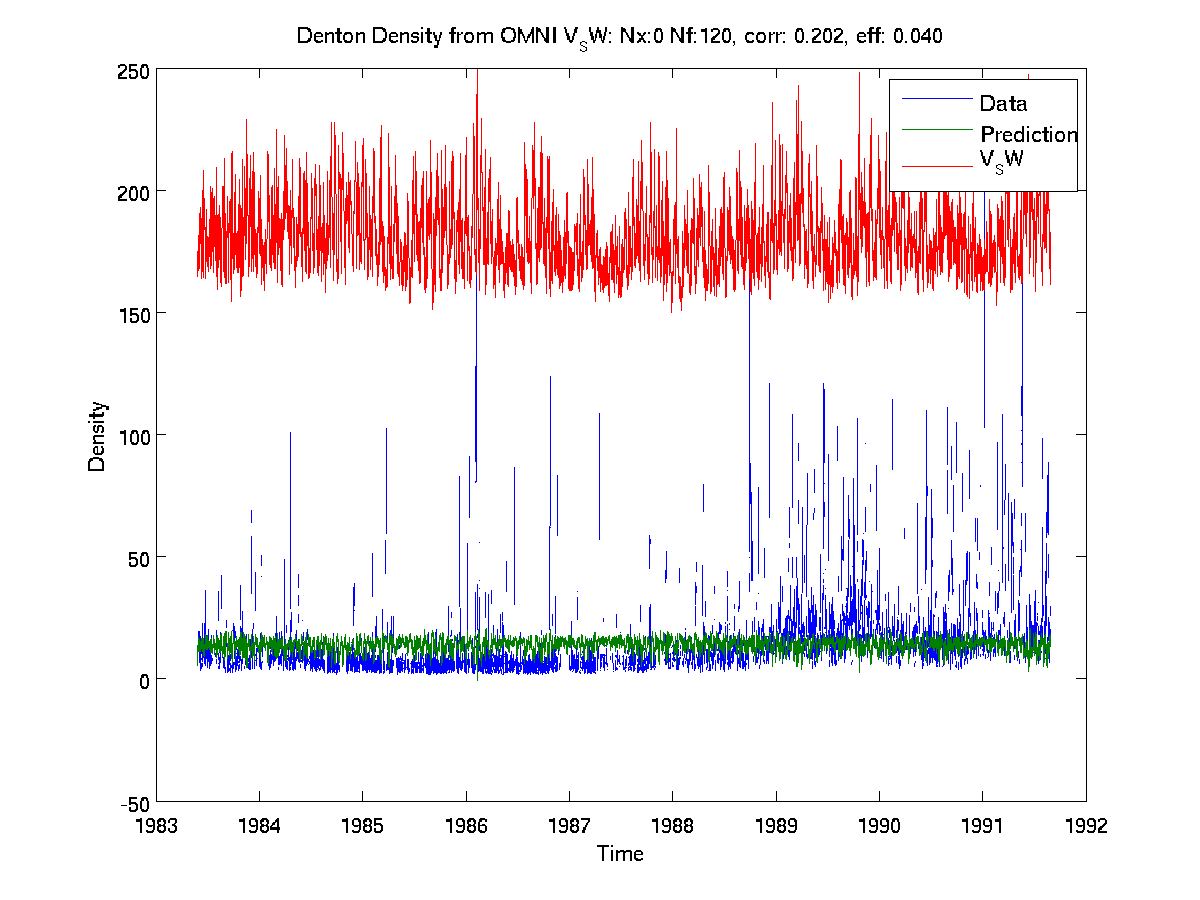 Denton Density from OMNI V_SW: Nx:0 Nf:120, corr: 0.202, eff: 0.040
250
200
150
100
50
0
-50
Density
Data
Prediction
V_SW
1983 1984 1985 1986 1987 1988 1989 1990 1991 1992
Time